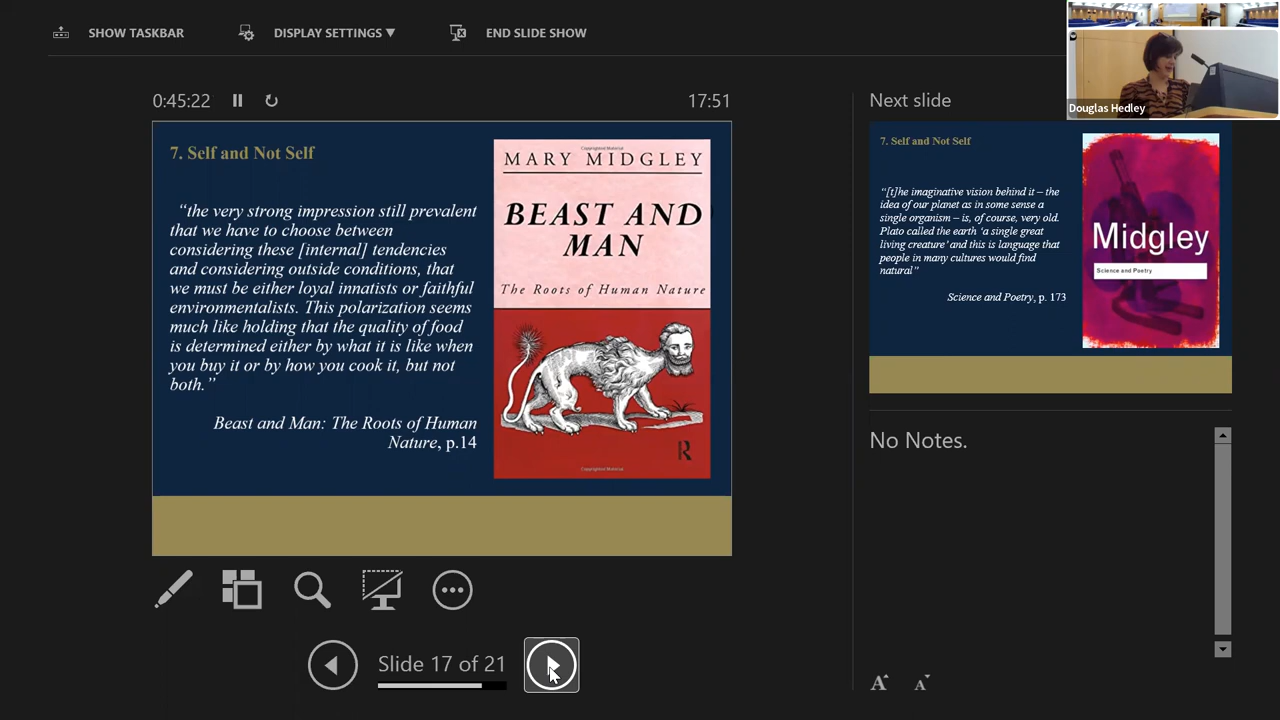 SHOW TASKBAR
DISPLAY SETTINGS ▼
END SLIDE SHOW
Douglas Hedley
0:45:22
17:51
7. Self and Not Self
“the very strong impression still prevalent
that we have to choose between
considering these [internal] tendencies
and considering outside conditions, that
we must be either loyal innatists or faithful
environmentalists. This polarization seems
much like holding that the quality of food
is determined either by what it is like when
you buy it or by how you cook it, but not
both.”
Beast and Man: The Roots of Human
Nature, p.14
Copyrighted Material
MARY MIDGLEY
BEAST AND
MAN
The Roots of Human Nature
R
Copyrighted Material
Slide 17 of 21
Next slide
7. Self and Not Self
“[t]he imaginative vision behind it – the
idea of our planet as in some sense a
single organism – is, of course, very old.
Plato called the earth ‘a single great
living creature’ and this is language that
people in many cultures would find
natural”
Science and Poetry, p. 173
Midgley
Science and Poetry
No Notes.
A A